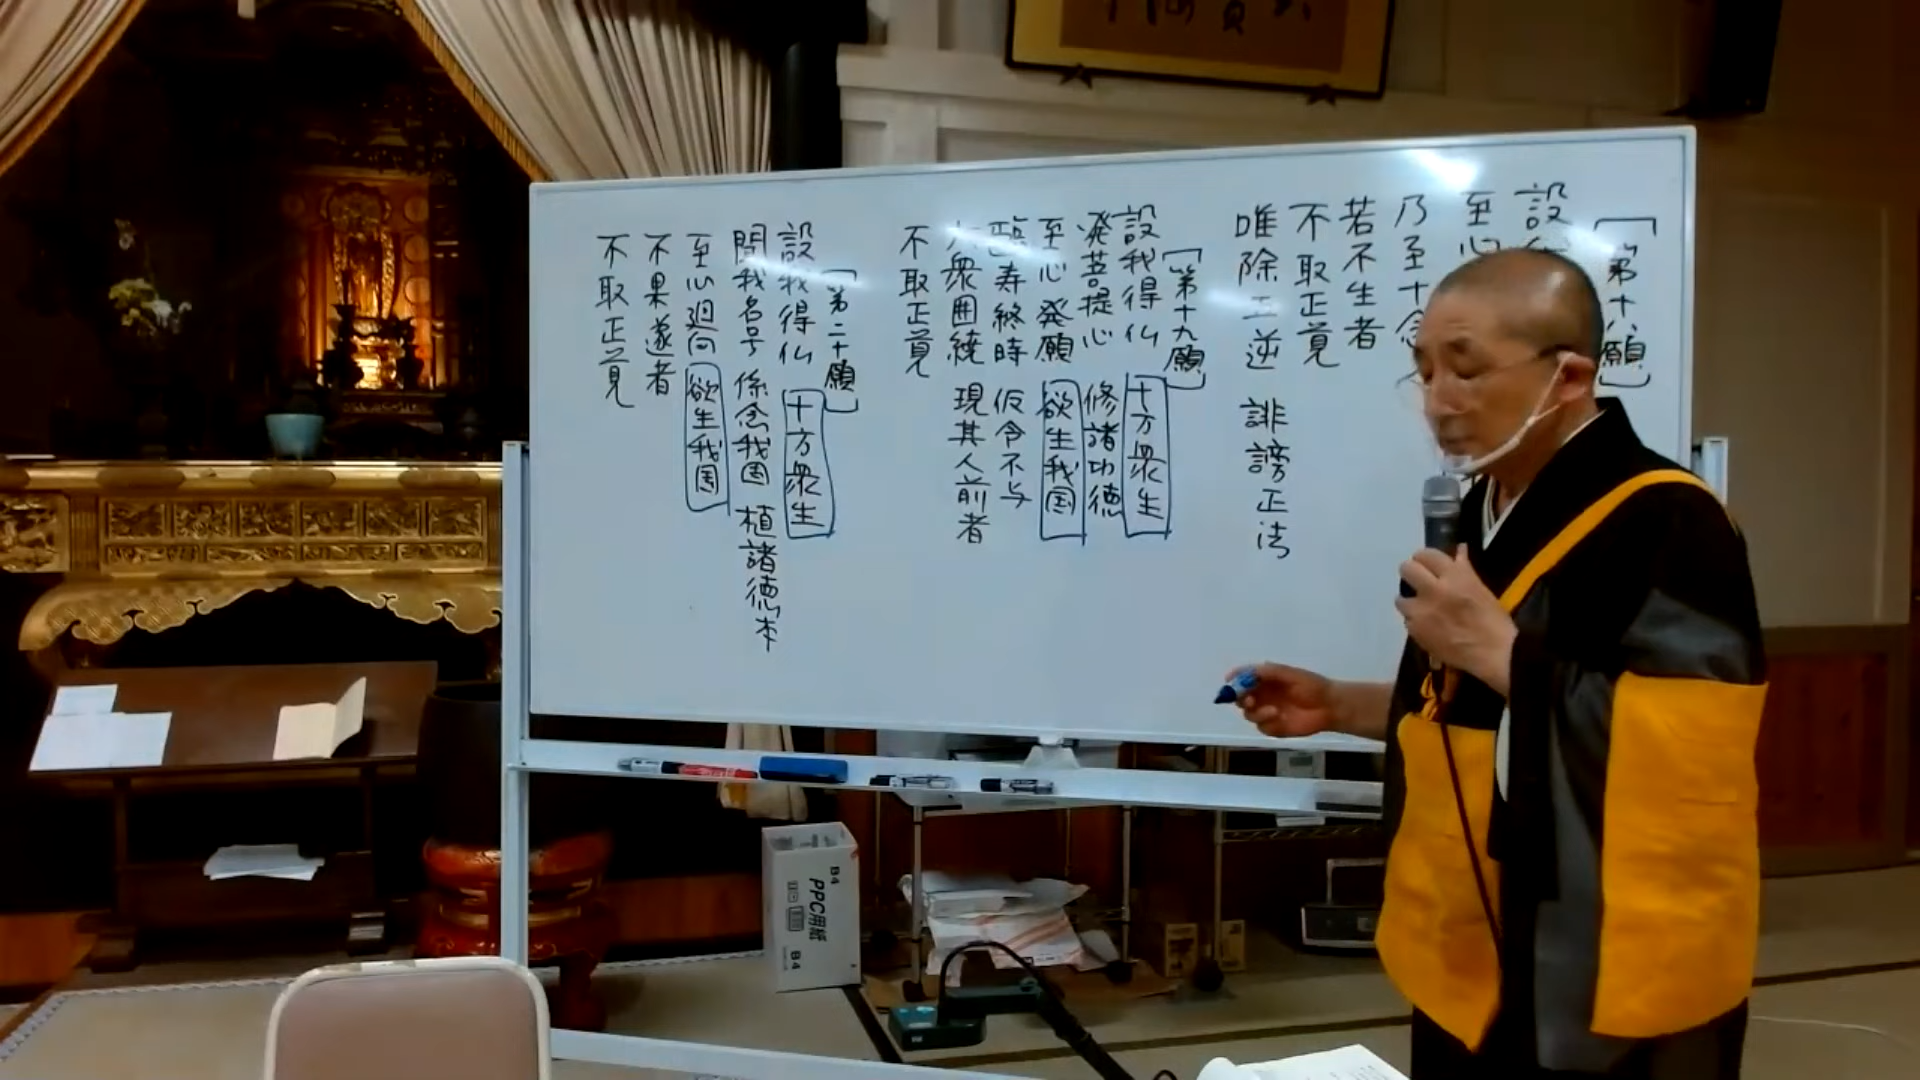 「第十八願」
設
至心
乃至十念
若不生者
不取正覚
唯除五逆 誹謗正法
「第十九願」
設我得仏 十方衆生
発菩提心 修諸功徳
至心発願 欲生我国
臨寿終時 仮令不与
大衆囲繞 現其人前者
不取正覚
「第二十願」
設我得仏 十方衆生
聞我名号 係念我国 植諸徳本
至心廻向 欲生我国
不果遂者
不取正覚
B4
PPC用紙
B4